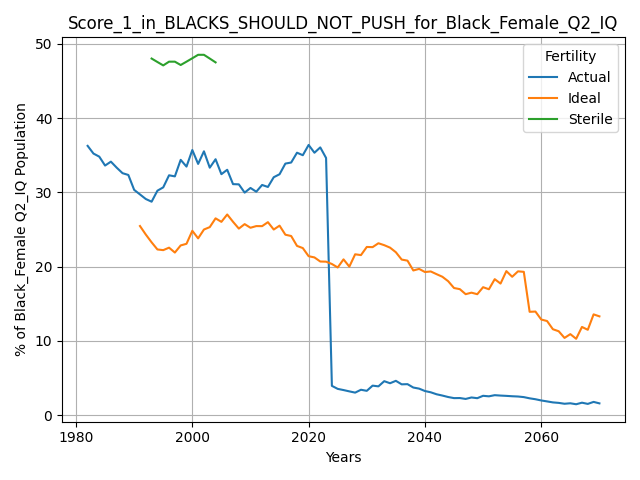 Score_1_in_BLACKS_SHOULD_NOT_PUSH_for_Black_Female_Q2_IQ
Fertility
Actual
Ideal
Sterile
50
40
30
20
10
0
% of Black_Female Q2_IQ Population
1980
2000
2020
2040
2060
Years